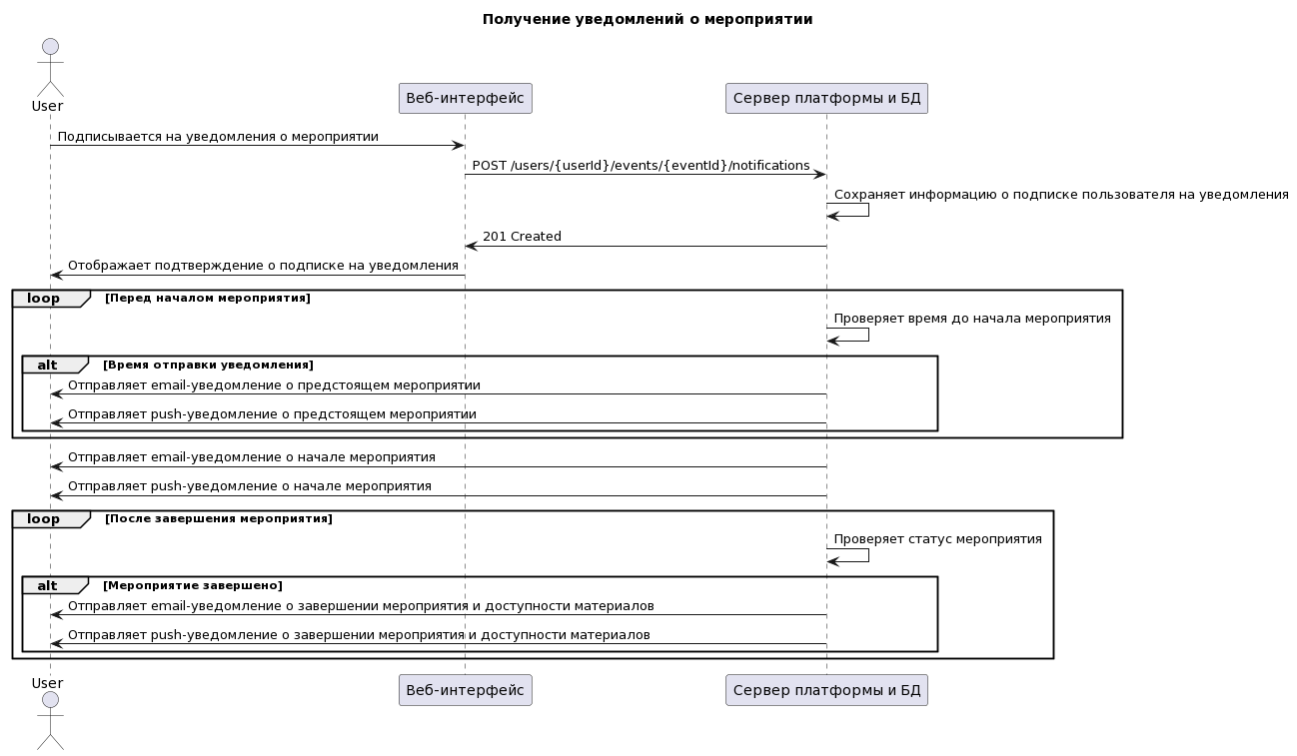 Получение уведомлений о мероприятии
User
Веб-интерфейс
Сервер платформы и БД
Подписывается на уведомления о мероприятии
POST /users/{userId}/events/{eventId}/notifications
Сохраняет информацию о подписке пользователя на уведомления
201 Created
Отображает подтверждение о подписке на уведомления
loop [Перед началом мероприятия]
Проверяет время до начала мероприятия
alt [Время отправки уведомления]
Отправляет email-уведомление о предстоящем мероприятии
Отправляет push-уведомление о предстоящем мероприятии
Отправляет email-уведомление о начале мероприятия
Отправляет push-уведомление о начале мероприятия
loop [После завершения мероприятия]
Проверяет статус мероприятия
alt [Мероприятие завершено]
Отправляет email-уведомление о завершении мероприятия и доступности материалов
Отправляет push-уведомление о завершении мероприятия и доступности материалов
User
Веб-интерфейс
Сервер платформы и БД